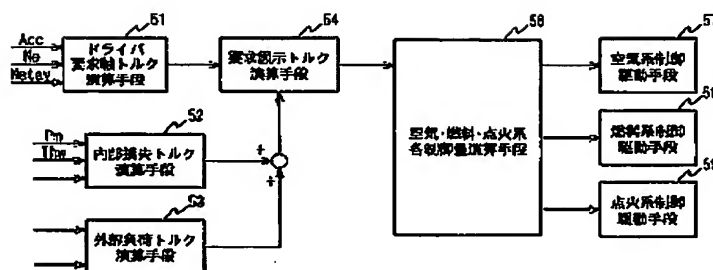 51
Acc
Ne
ドライバ
要求軸トルク
演算手段
54
要求図示トルク
演算手段
56
空気・燃料・点火系
各制御量演算手段
空気系制御
駆動手段
燃料系制御
駆動手段
点火系制御
駆動手段
52
Thw
内部損失トルク
演算手段
+
+
53
外部負荷トルク
演算手段